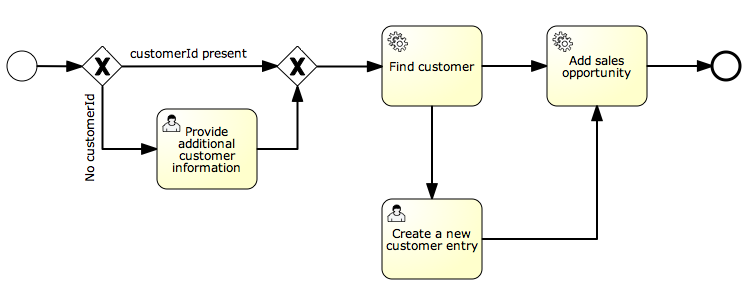 customerId present
No customerId
Provide
additional
customer
information
Find customer
Add sales
opportunity
Create a new
customer entry